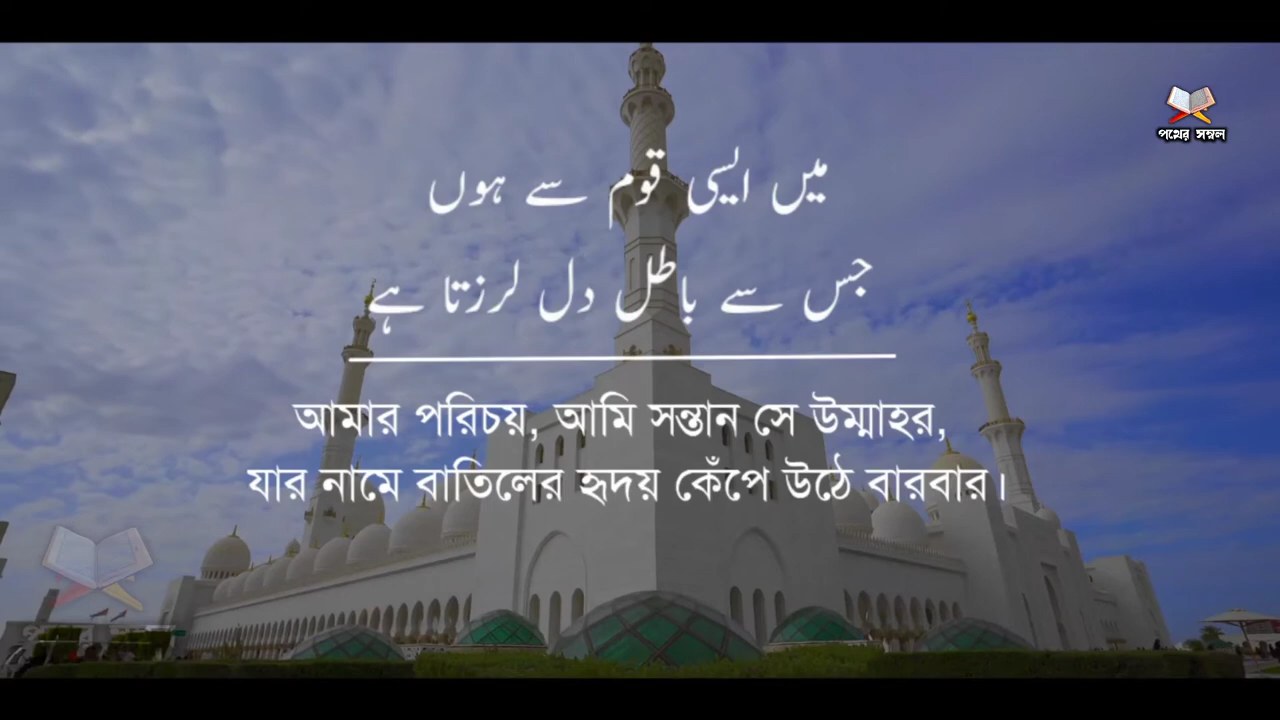 পথের সম্বল
میں ایسی قوم سے ہوں
جس سے باطل دل لرزتا ہے
আমার পরিচয়, আমি সন্তান সে উম্মাহর,
যার নামে বাতিলের হৃদয় কেঁপে উঠে বারবার।